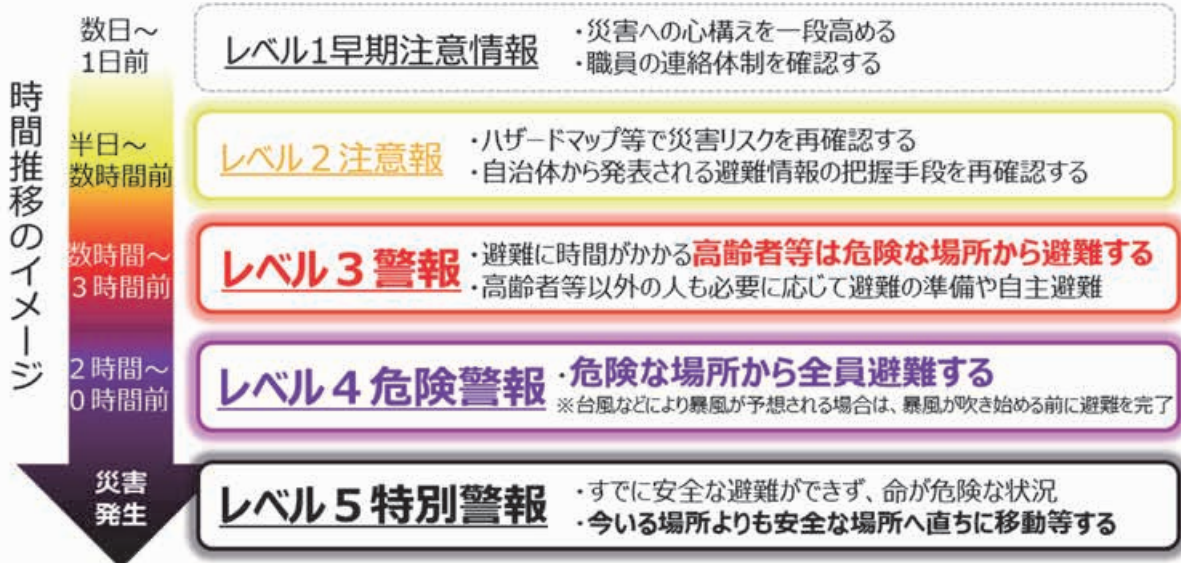 時間推移のイメージ
数日～
1日前
レベル1早期注意情報
・災害への心構えを一段高める
・職員の連絡体制を確認する
半日～
数時間前
レベル２注意報
・ハザードマップ等で災害リスクを再確認する
・自治体から発表される避難情報の把握手段を再確認する
数時間～
３時間前
レベル３警報
・避難に時間がかかる高齢者等は危険な場所から避難する
・高齢者等以外の人も必要に応じて避難の準備や自主避難
２時間～
０時間前
レベル４危険警報
・危険な場所から全員避難する
※台風などにより暴風が予想される場合は、暴風が吹き始める前に避難を完了
災害
発生
レベル５特別警報
・すでに安全な避難ができず、命が危険な状況
・今いる場所よりも安全な場所へ直ちに移動等する